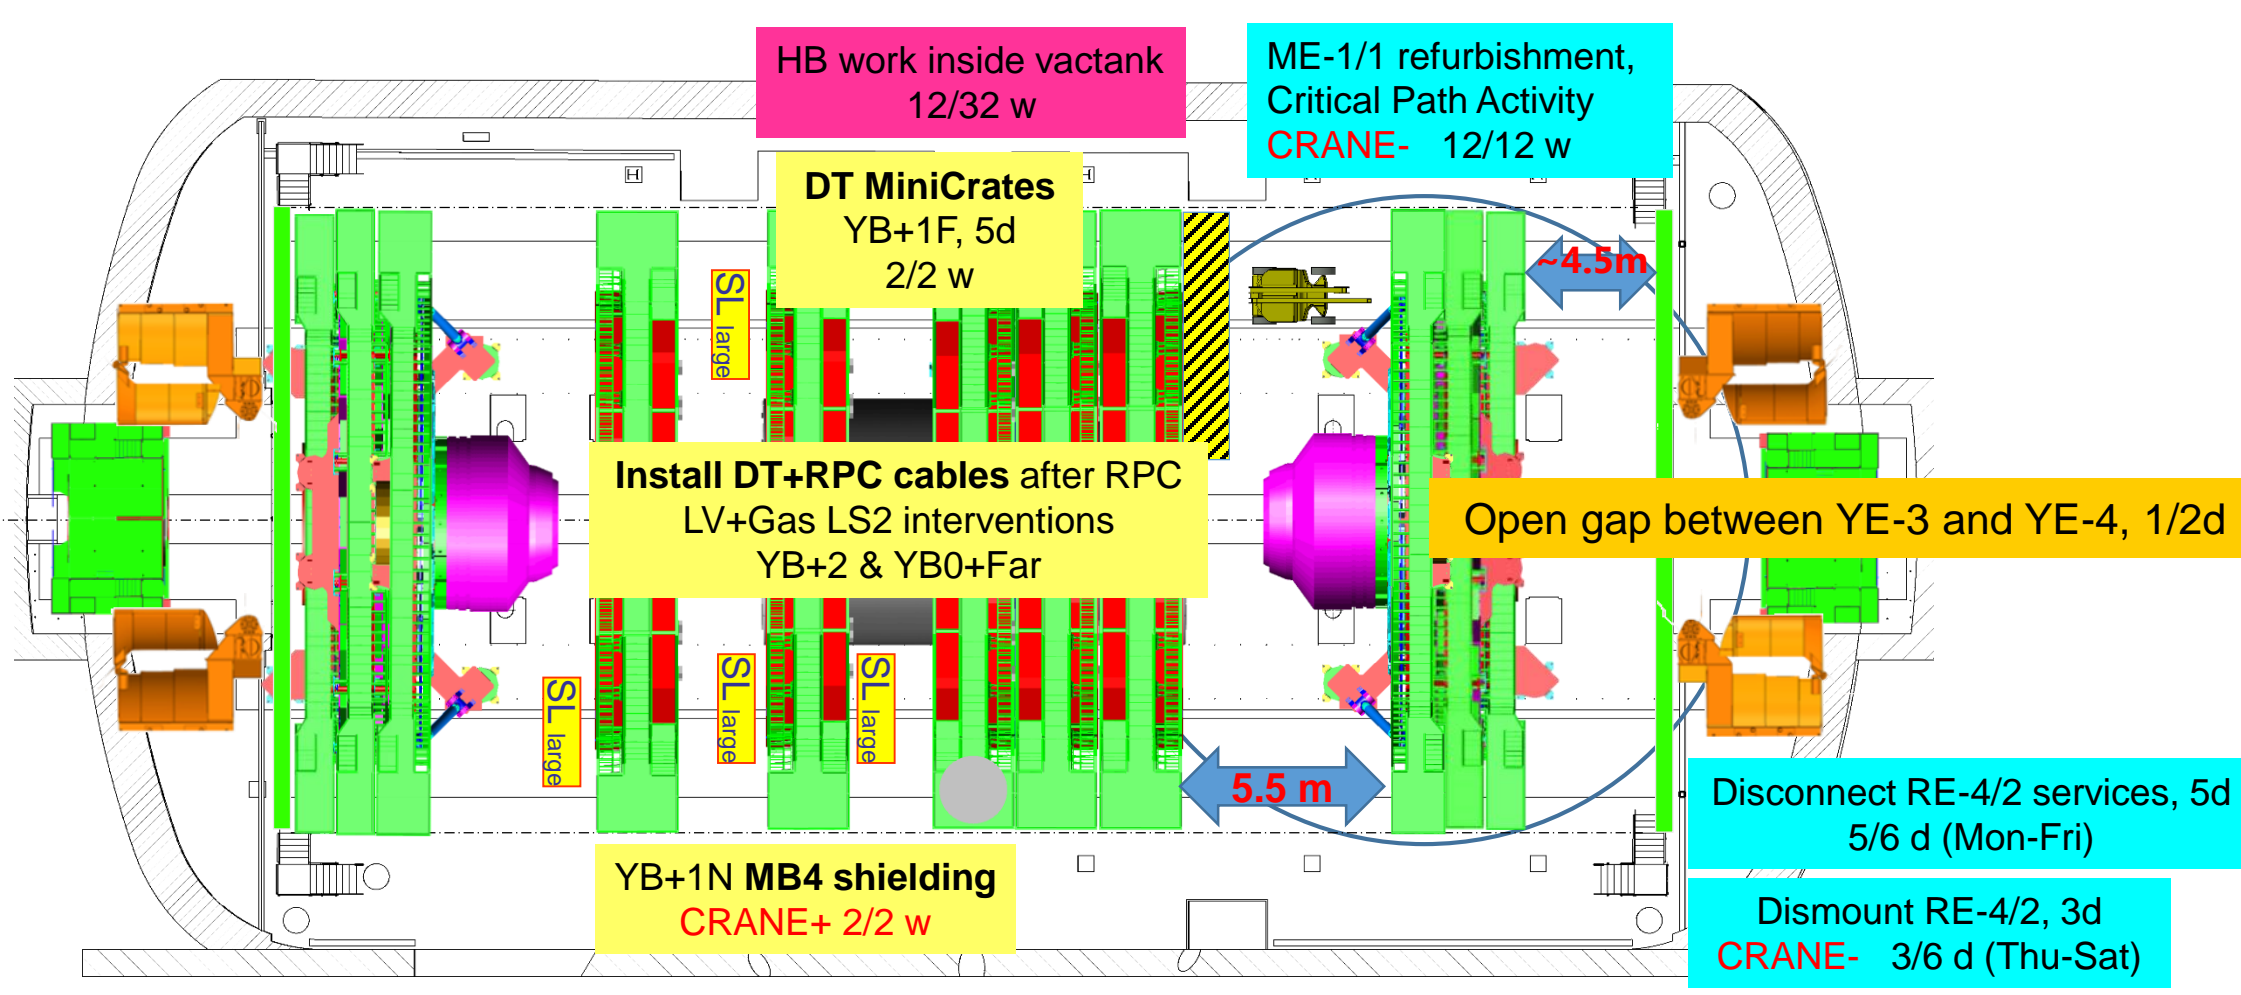 HB work inside vactank
12/32 w
ME-1/1 refurbishment,
Critical Path Activity
CRANE- 12/12 w
DT MiniCrates
YB+1F, 5d
2/2 w
H
H
~4.5m
SL large
Install DT+RPC cables after RPC
LV+Gas LS2 interventions
YB+2 & YB0+Far
Open gap between YE-3 and YE-4, 1/2d
SL large
SL large
SL large
5.5 m
Disconnect RE-4/2 services, 5d
5/6 d (Mon-Fri)
YB+1N MB4 shielding
CRANE+ 2/2 w
Dismount RE-4/2, 3d
CRANE- 3/6 d (Thu-Sat)